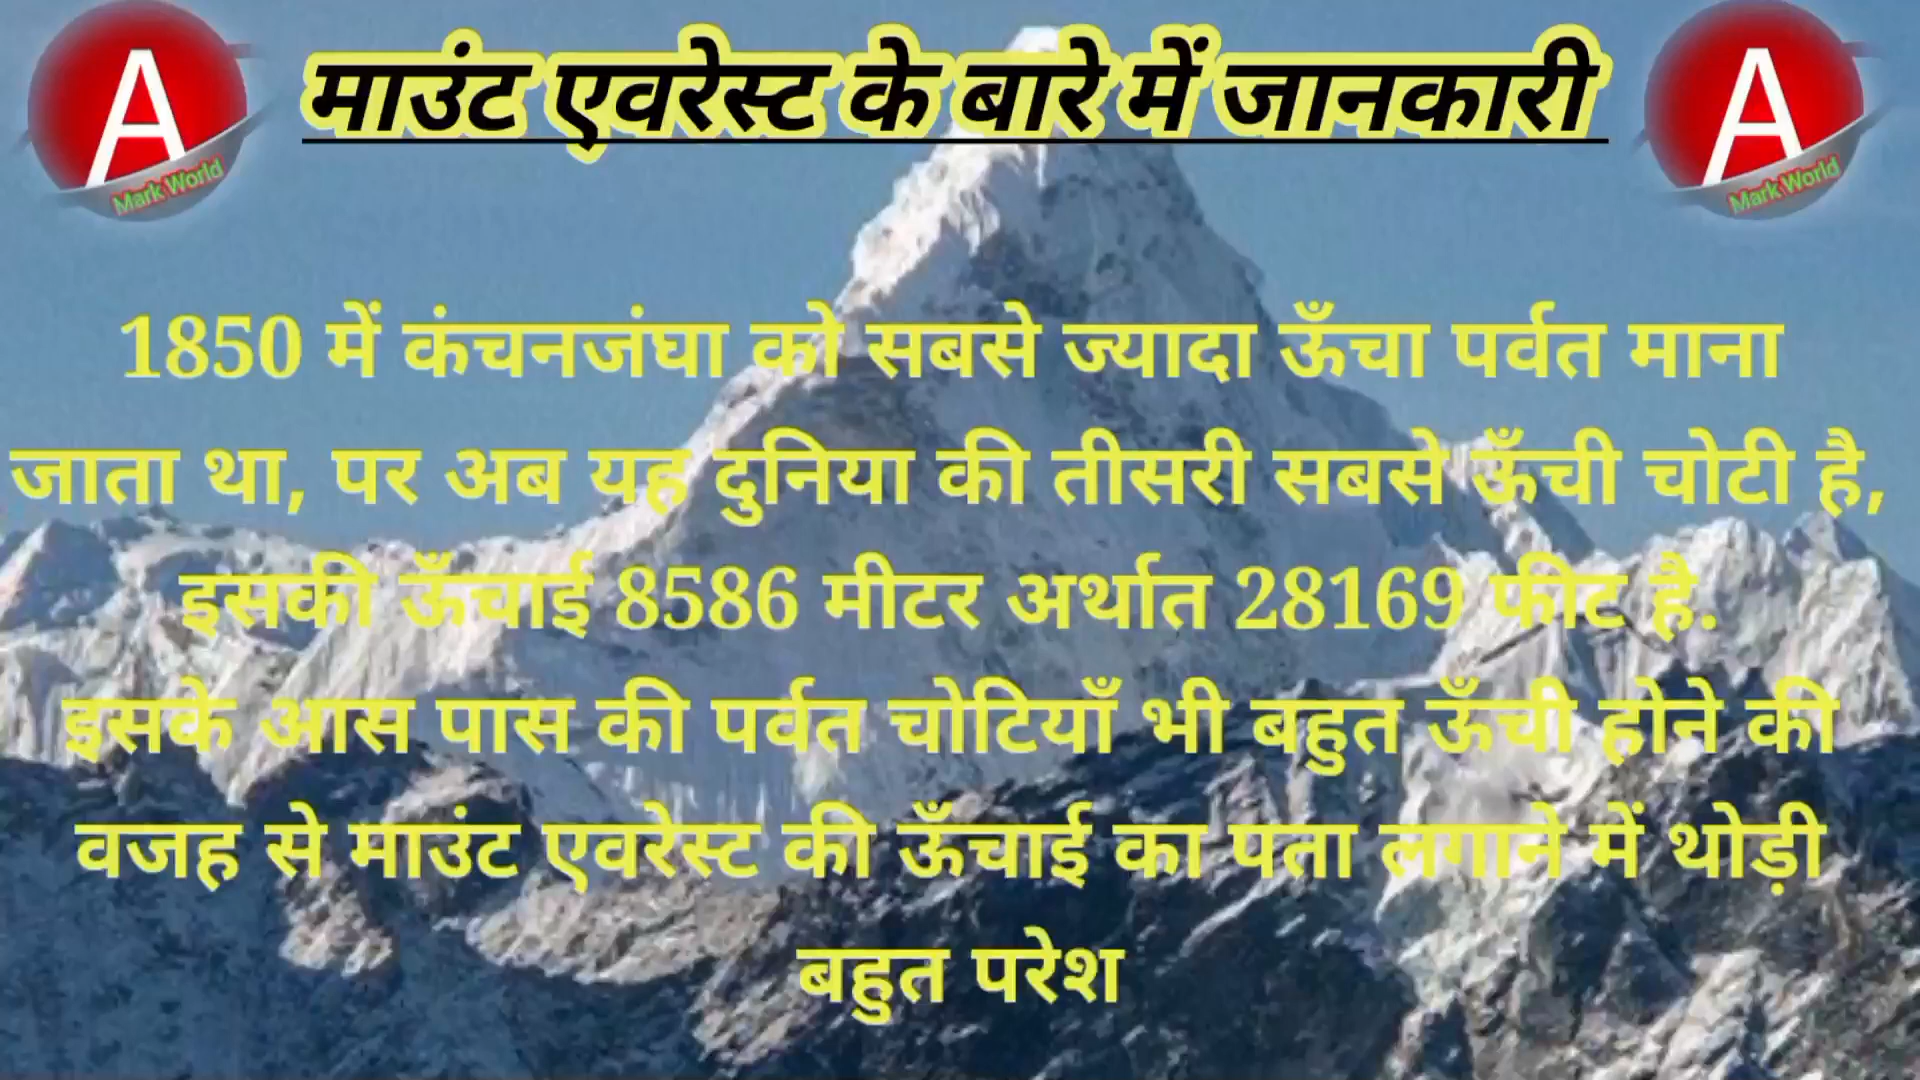 माउंट एवरेस्ट के बारे में जानकारी
A
Mark World
A
Mark World
1850 में कंचनजंघा को सबसे ज्यादा ऊँचा पर्वत माना
जाता था, पर अब यह दुनिया की तीसरी सबसे ऊँची चोटी है,
इसकी ऊँचाई 8586 मीटर अर्थात 28169 फीट है.
इसके आस पास की पर्वत चोटियाँ भी बहुत ऊँची होने की
वजह से माउंट एवरेस्ट की ऊँचाई का पता लगाने में थोड़ी
बहुत परेश